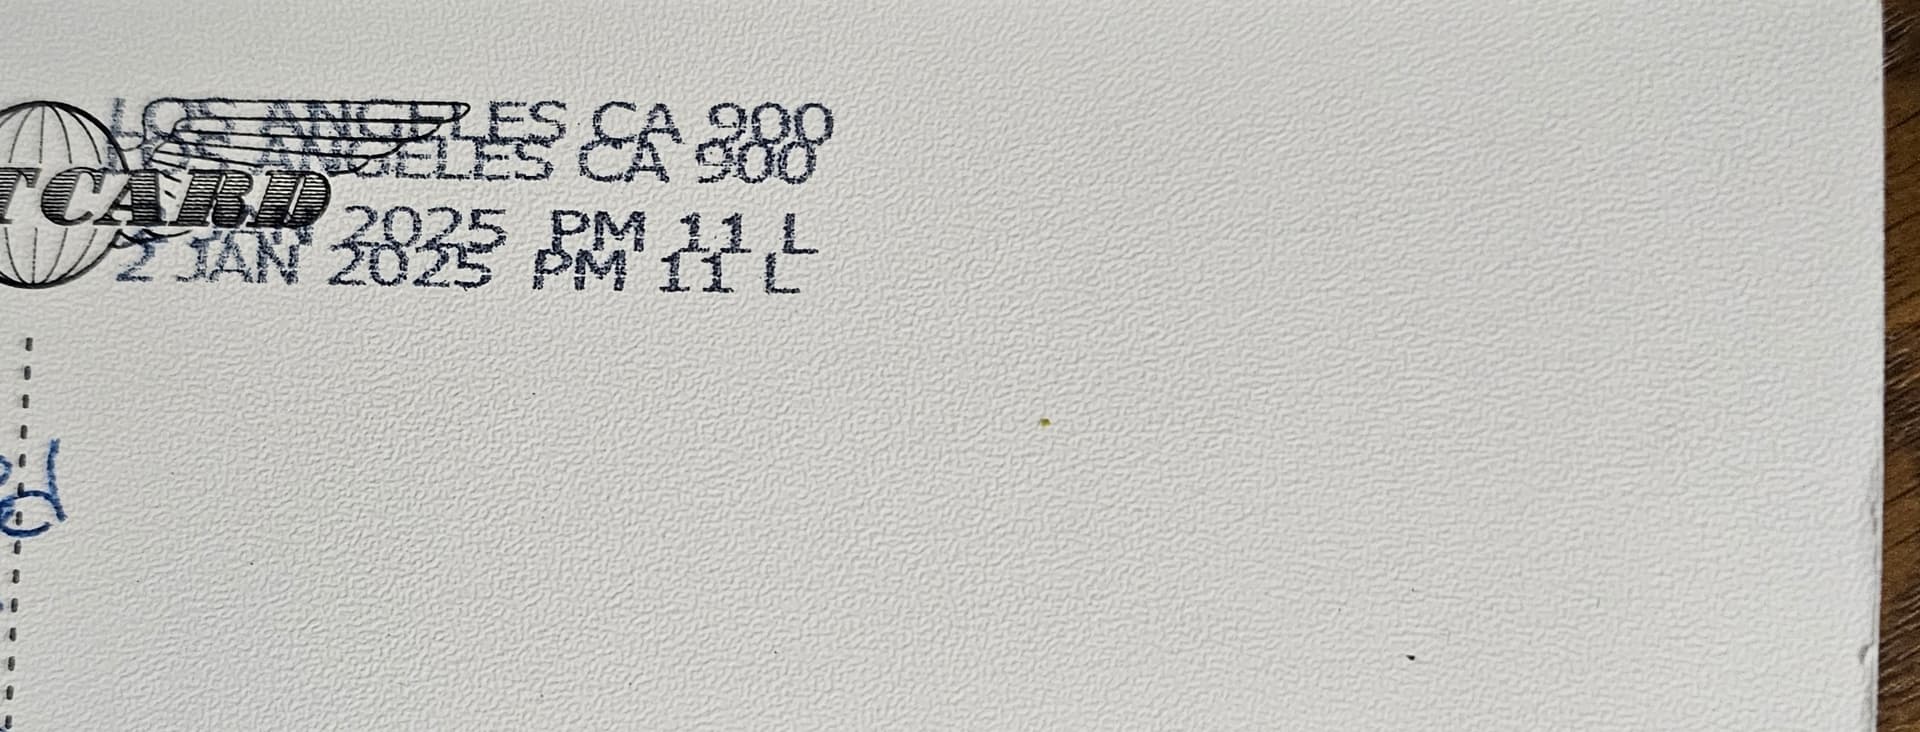 LOS ANGELES CA 900
LOS ANGELES CA 900
TCARD
2025 PM 11 L
2 JAN 2025 PM 11 L